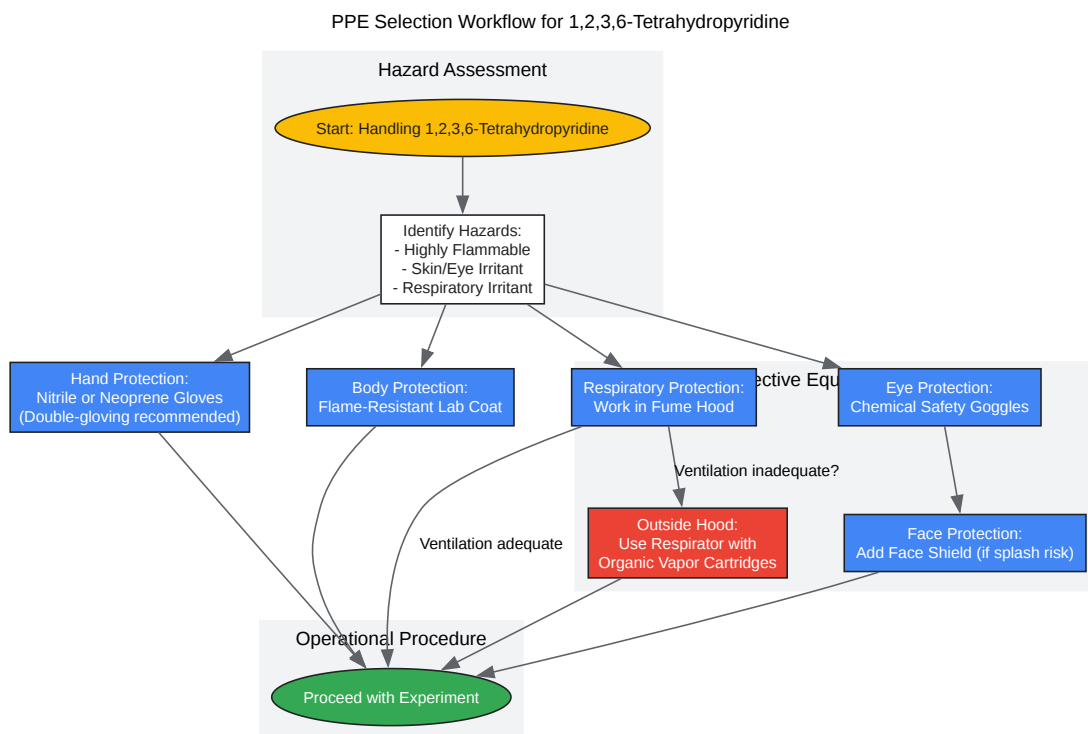 PPE Selection Workflow for 1,2,3,6-Tetrahydropyridine
Hazard Assessment
Start: Handling 1,2,3,6-Tetrahydropyridine
Identify Hazards:
- Highly Flammable
- Skin/Eye Irritant
- Respiratory Irritant
Hand Protection:
Nitrile or Neoprene Gloves
(Double-gloving recommended)
Body Protection:
Flame-Resistant Lab Coat
Respiratory Protection:
Work in Fume Hood
ective Equ
Eye Protection:
Chemical Safety Goggles
Ventilation inadequate?
Ventilation adequate
Outside Hood:
Use Respirator with
Organic Vapor Cartridges
Face Protection:
Add Face Shield (if splash risk)
Operational Procedure
Proceed with Experiment